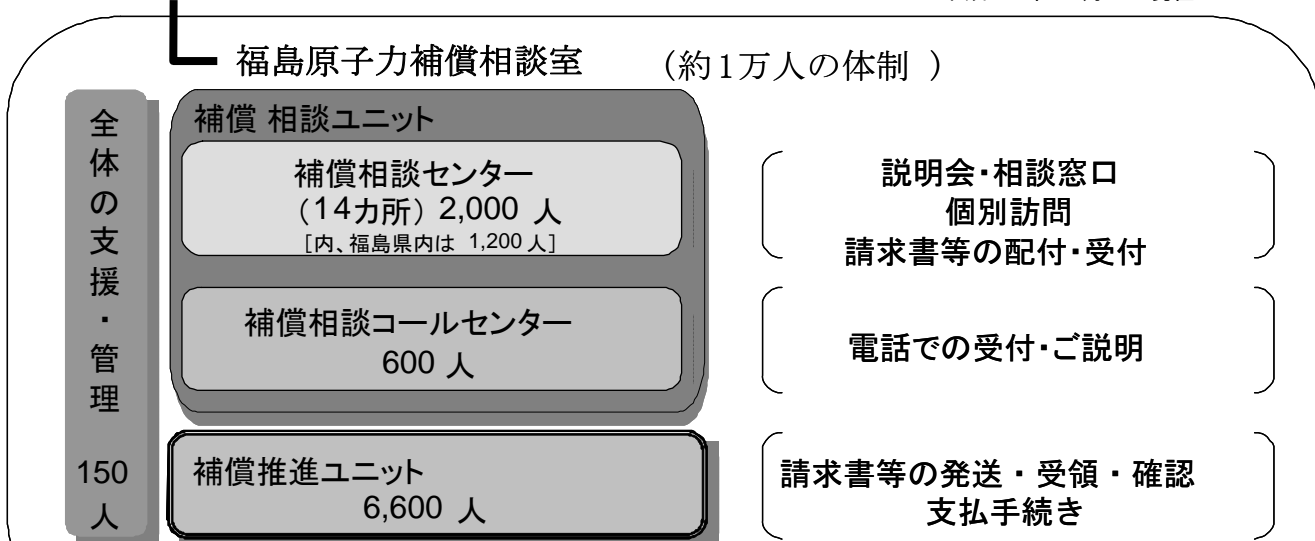 福島原子力補償相談室 (約1万人の体制 )
全体の支援・管理 150人
補償 相談ユニット
補償相談センター
(14カ所) 2,000 人
[内、福島県内は 1,200 人]
説明会・相談窓口
個別訪問
請求書等の配付・受付
補償相談コールセンター
600 人
電話での受付・ご説明
補償推進ユニット
6,600 人
請求書等の発送・受領・確認
支払手続き